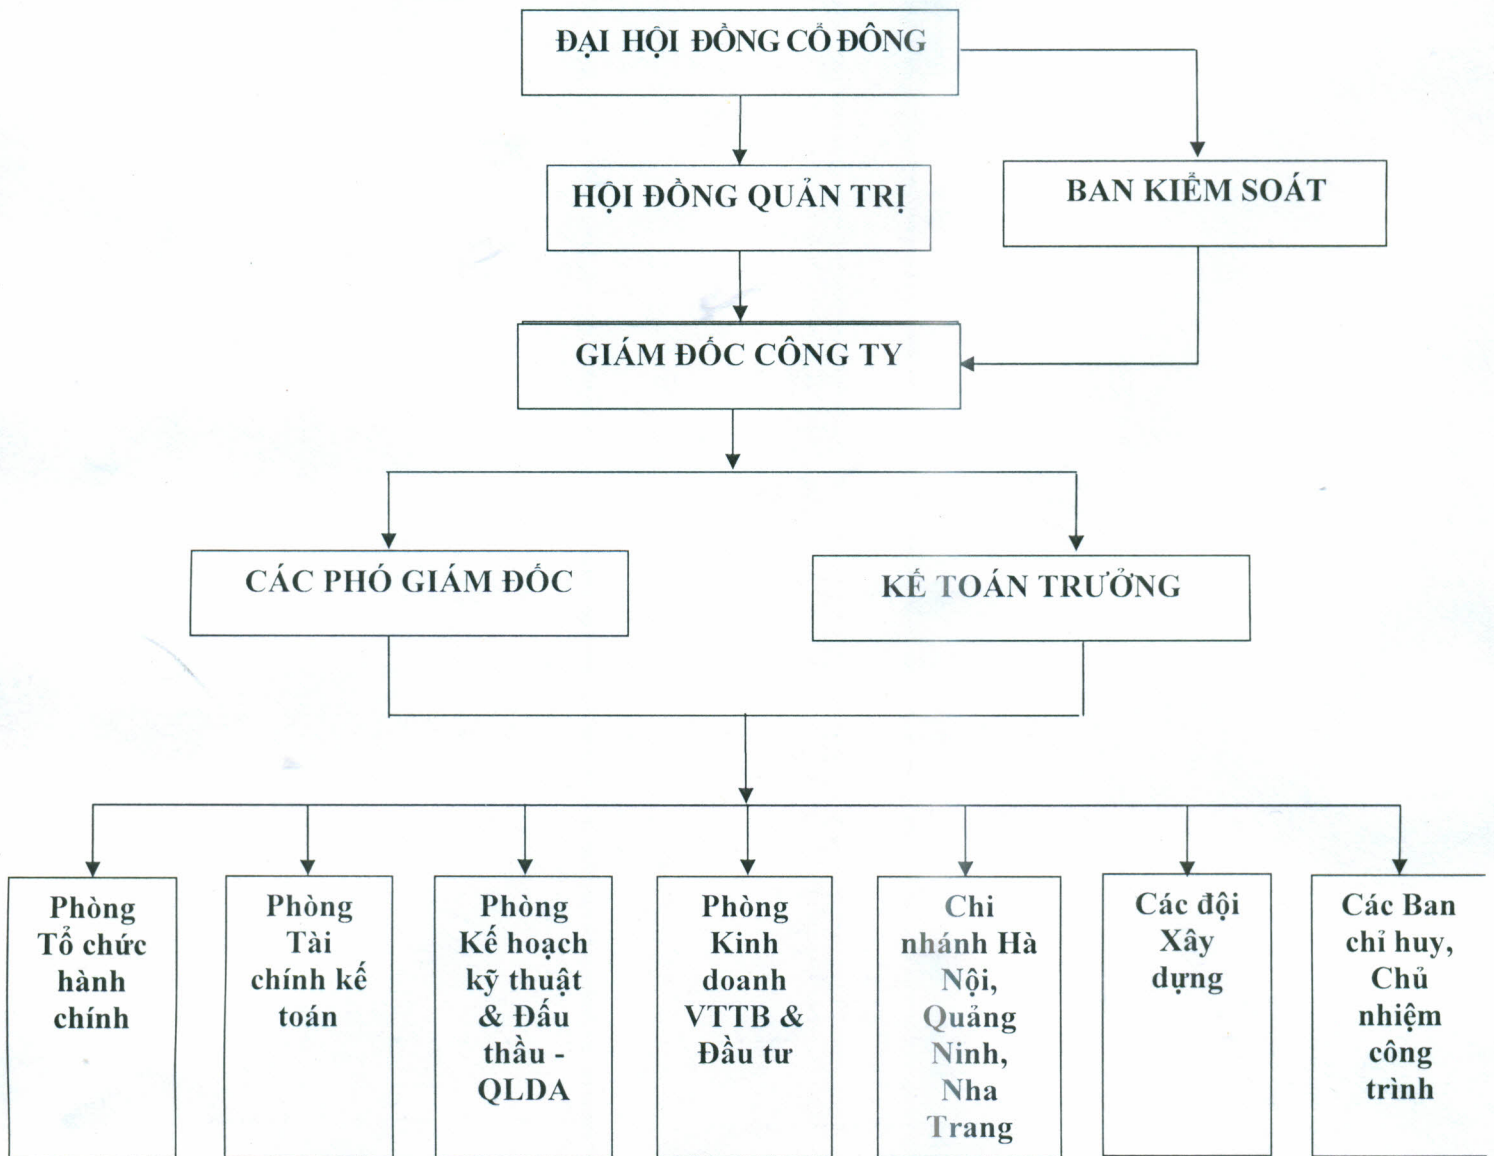 ĐẠI HỘI ĐỒNG CỔ ĐÔNG
HỘI ĐỒNG QUẢN TRỊ
BAN KIỂM SOÁT
GIÁM ĐỐC CÔNG TY
CÁC PHÓ GIÁM ĐỐC
KẾ TOÁN TRƯỞNG
Phòng
Tổ chức
hành
chính
Phòng
Tài
chính kế
toán
Phòng
Kế hoạch
kỹ thuật
& Đấu
thầu -
QLDA
Phòng
Kinh
doanh
VTTB &
Đầu tư
Chi
nhánh Hà
Nội,
Quảng
Ninh,
Nha
Trang
Các đội
Xây
dựng
Các Ban
chỉ huy,
Chủ
nhiệm
công
trình